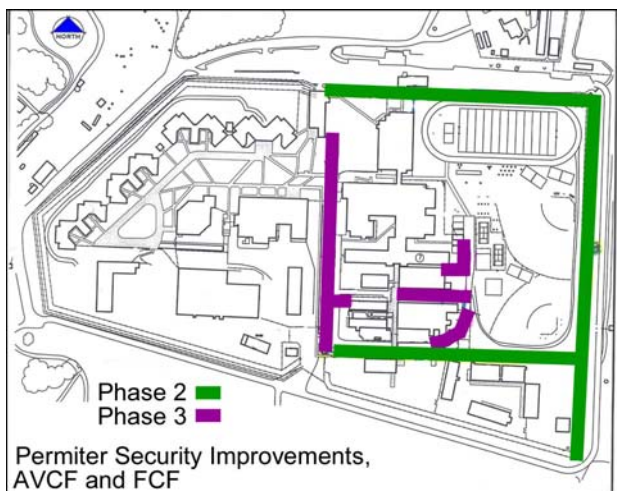 NORTH
Phase 2
Phase 3
Permiter Security Improvements,
AVCF and FCF